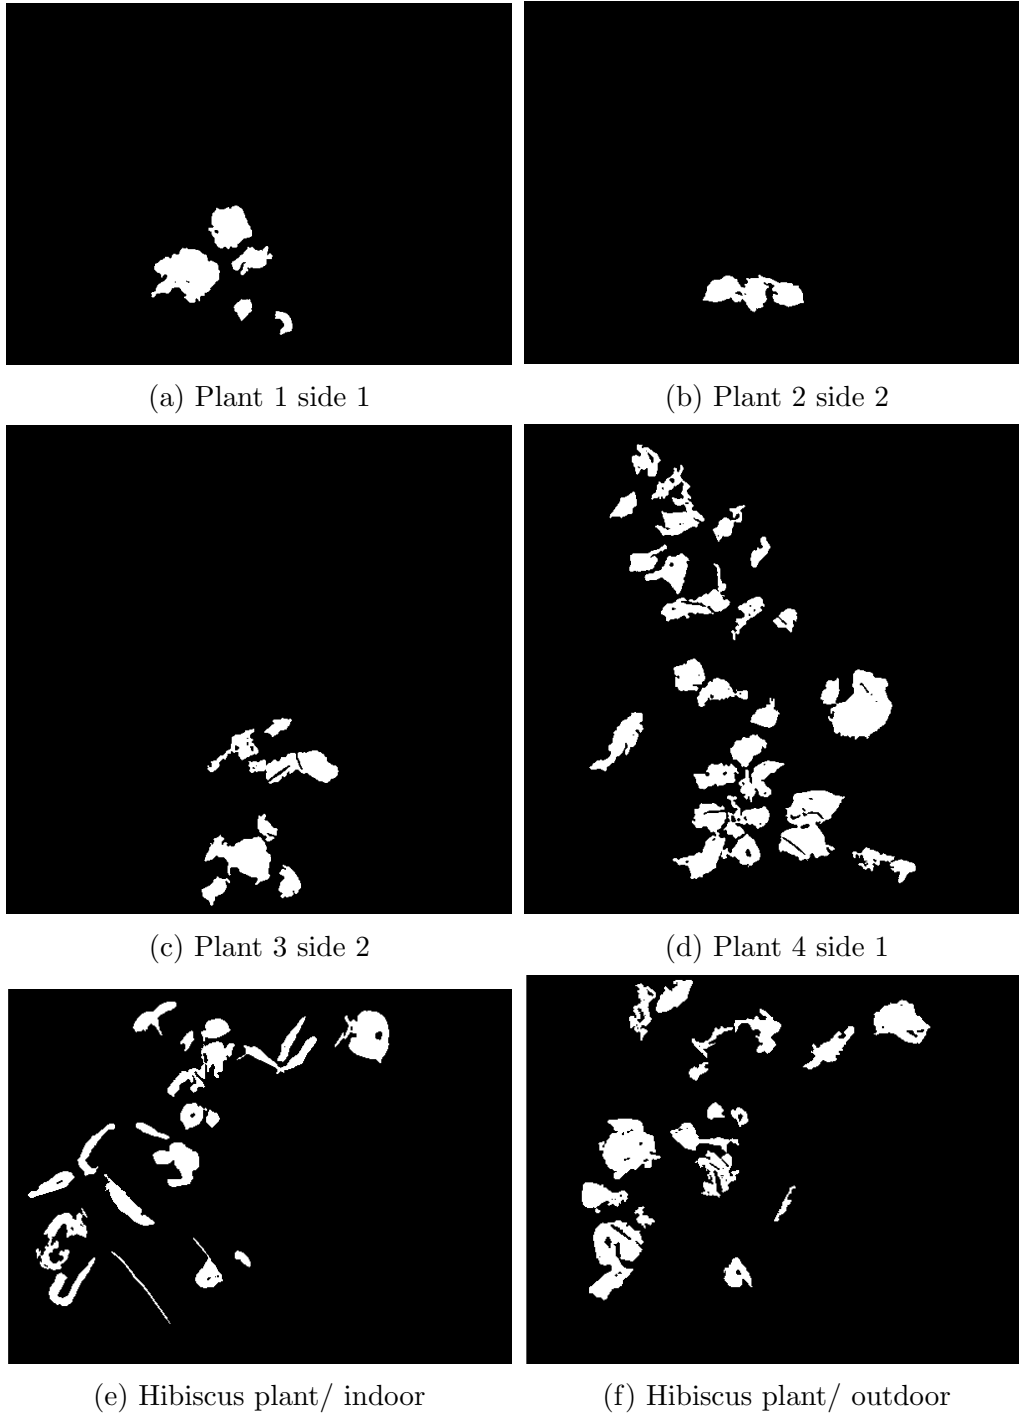 (a) Plant 1 side 1
(b) Plant 2 side 2
(c) Plant 3 side 2
(d) Plant 4 side 1
(e) Hibiscus plant/ indoor
(f) Hibiscus plant/ outdoor